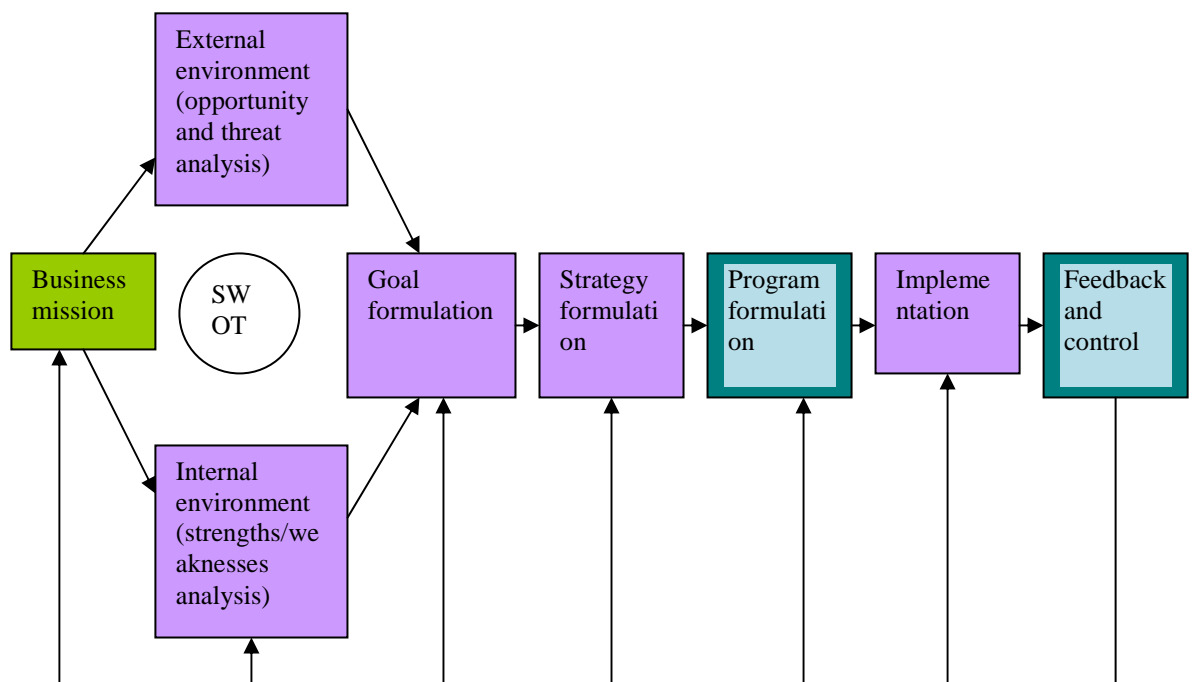 External
environment
(opportunity
and threat
analysis)
Business
mission
SW
OT
Goal
formulation
Strategy
formulati
on
Program
formulati
on
Impleme
ntation
Feedback
and
control
Internal
environment
(strengths/we
aknesses
analysis)